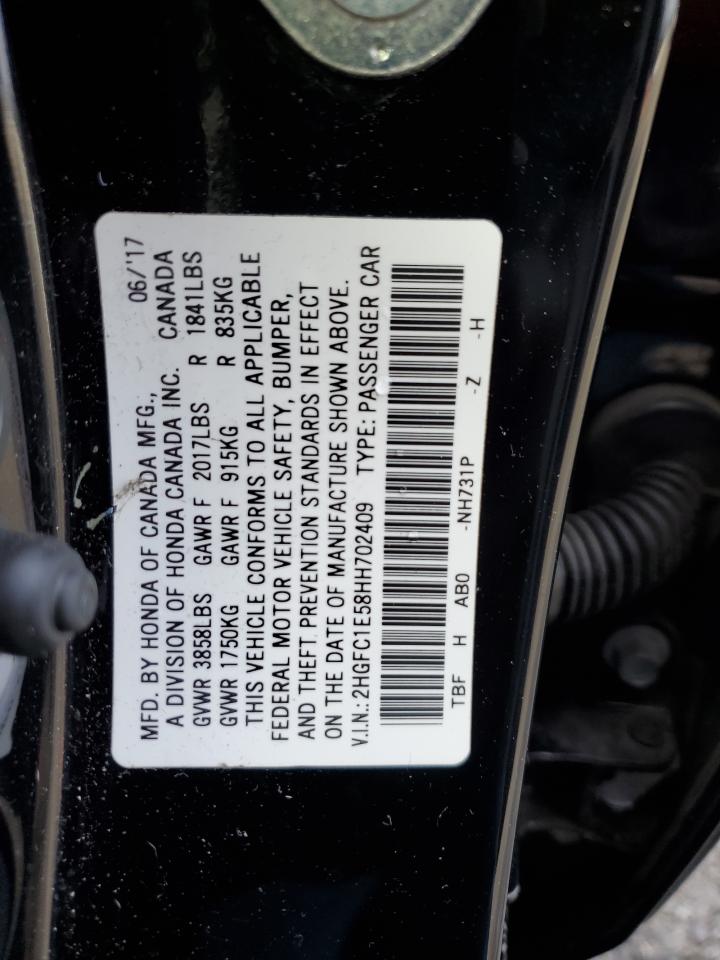 MFD. BY HONDA OF CANADA MFG., 06/'17
A DIVISION OF HONDA CANADA INC. CANADA
GVWR 3858LBS GAWR F 2017LBS R 1841LBS
GVWR 1750KG GAWR F 915KG R 835KG
THIS VEHICLE CONFORMS TO ALL APPLICABLE
FEDERAL MOTOR VEHICLE SAFETY, BUMPER,
AND THEFT PREVENTION STANDARDS IN EFFECT
ON THE DATE OF MANUFACTURE SHOWN ABOVE.
V.I.N.: 2HGFC1E58HH702409 TYPE: PASSENGER CAR
TBF H AB0 -NH731P -Z -H